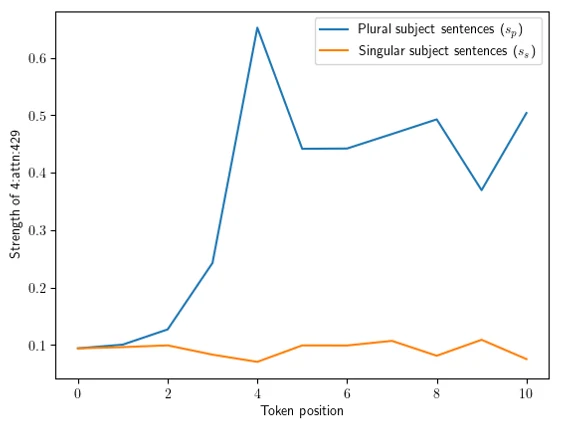 Plural subject sentences (s_p)
Singular subject sentences (s_s)
Strength of 4:attn:429
0.6
0.5
0.4
0.3
0.2
0.1
0 2 4 6 8 10
Token position